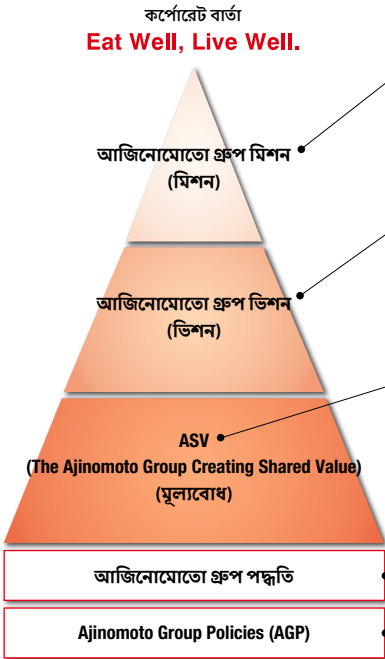 কর্পোরেট বার্তা
Eat Well, Live Well.
আজিনোমোতো গ্রুপ মিশন
(মিশন)
আজিনোমোতো গ্রুপ ভিশন
(ভিশন)
ASV
(The Ajinomoto Group Creating Shared Value)
(মূল্যবোধ)
আজিনোমোতো গ্রুপ পদ্ধতি
Ajinomoto Group Policies (AGP)